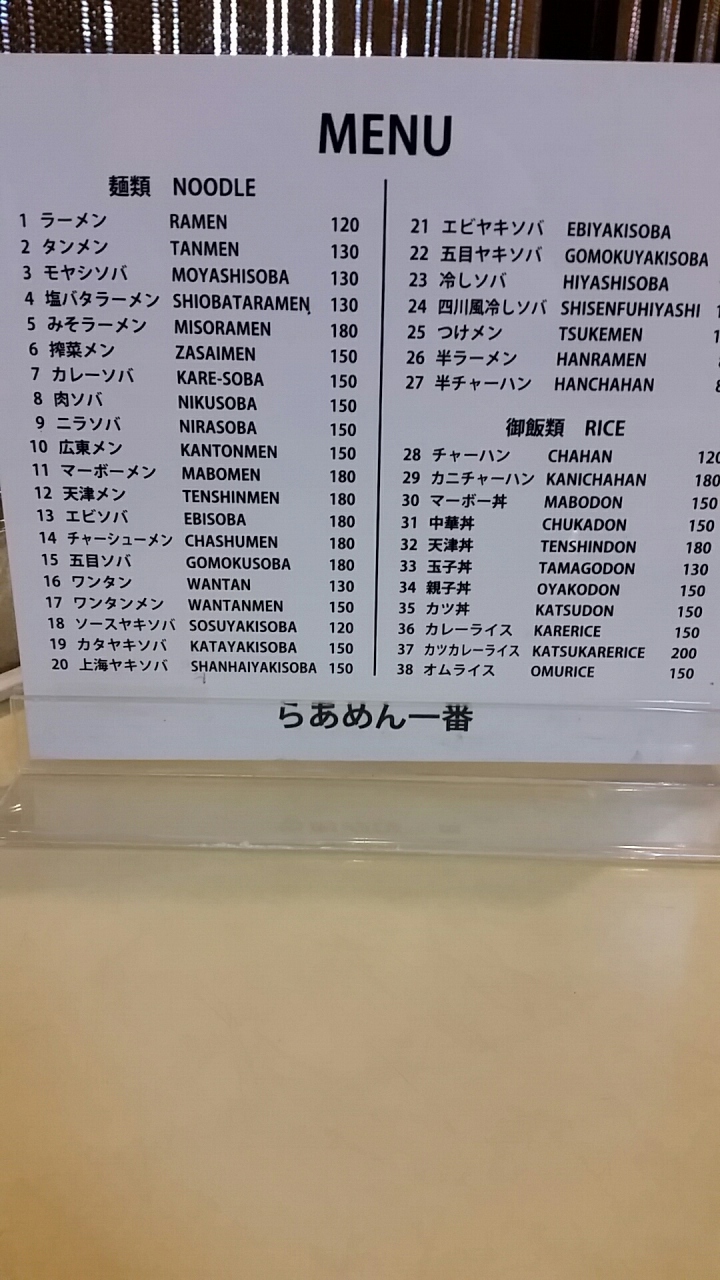 MENU
麺類 NOODLE
1 ラーメン RAMEN 120
2 タンメン TANMEN 130
3 モヤシソバ MOYASHISOBA 130
4 塩バタラーメン SHIOBATARAMEN 130
5 みそラーメン MISORAMEN 180
6 搾菜メン ZASAIMEN 150
7 カレーソバ KARE-SOBA 150
8 肉ソバ NIKUSOBA 150
9 ニラソバ NIRASOBA 150
10 広東メン KANTONMEN 150
11 マーボーメン MABOMEN 180
12 天津メン TENSHINMEN 180
13 エビソバ EBISOBA 180
14 チャーシューメン CHASHUMEN 180
15 五目ソバ GOMOKUSOBA 180
16 ワンタン WANTAN 130
17 ワンタンメン WANTANMEN 150
18 ソースヤキソバ SOSUYAKISOBA 120
19 カタヤキソバ KATAYAKISOBA 150
20 上海ヤキソバ SHANHAIYAKISOBA 150
21 エビヤキソバ EBIYAKISOBA
22 五目ヤキソバ GOMOKUYAKISOBA
23 冷しソバ HIYASHISOBA
24 四川風冷しソバ SHISENFUHIYASHI
25 つけメン TSUKEMEN
26 半ラーメン HANRAMEN
27 半チャーハン HANCHAHAN
御飯類 RICE
28 チャーハン CHAHAN 120
29 カニチャーハン KANICHAHAN 180
30 マーボー丼 MABODON 150
31 中華丼 CHUKADON 150
32 天津丼 TENSHINDON 180
33 玉子丼 TAMAGODON 130
34 親子丼 OYAKODON 150
35 カツ丼 KATSUDON 150
36 カレーライス KARERICE 150
37 カツカレーライス KATSUKARERICE 200
38 オムライス OMURICE 150
らあめん一番